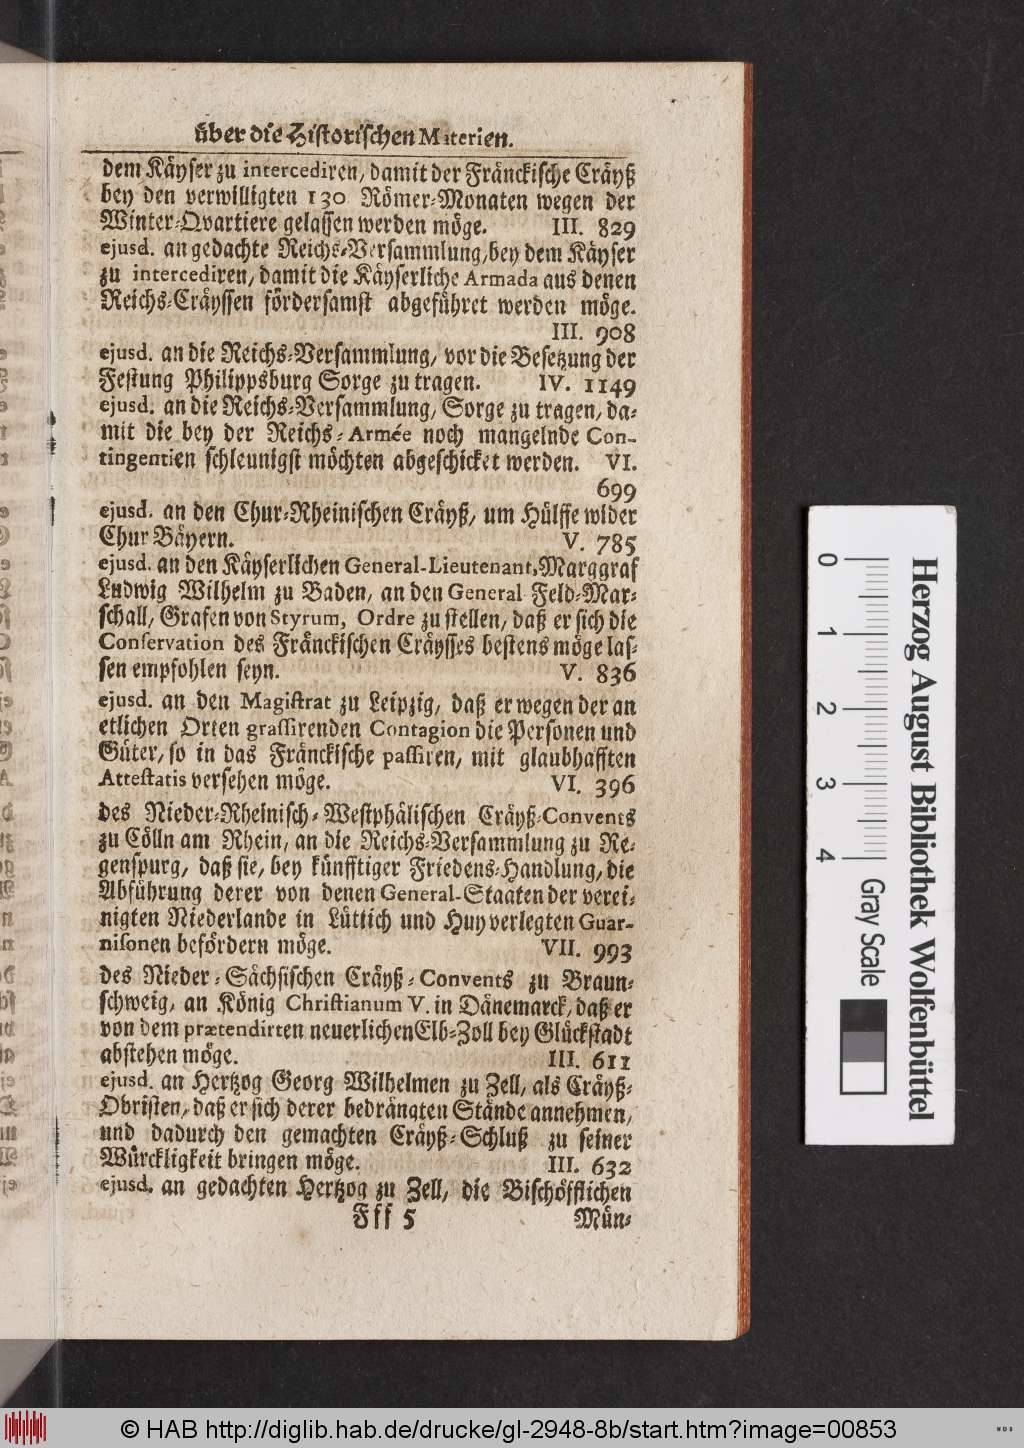 über die Historischen Materien.
dem Käyser zu intercediren, damit der Fränckische Cräyß
bey den verwilligten 130 Römer-Monaten wegen der
Winter-Qvartiere gelassen werden möge. III. 829
ejusd. an gedachte Reichs-Versammlung, bey dem Käyser
zu intercediren, damit die Käyserliche Armada aus denen
Reichs-Cräyssen fördersamst abgeführet werden möge.
III. 908
ejusd. an die Reichs-Versammlung, vor die Besetzung der
Festung Philippsburg Sorge zu tragen. IV. 1149
ejusd. an die Reichs-Versammlung, Sorge zu tragen, da-
mit die bey der Reichs-Armée noch mangelnde Con-
tingentien schleunigst möchten abgeschicket werden. VI.
699
ejusd. an den Chur-Rheinischen Cräyß, um Hülffe wider
Chur Bäyern. V. 785
ejusd. an den Käyserlichen General-Lieutenant, Marggraf
Ludwig Wilhelm zu Baden, an den General Feld-Mar-
schall, Grafen von Styrum, Ordre zu stellen, daß er sich die
Conservation des Fränckischen Cräysses bestens möge las-
sen empfohlen seyn. V. 836
ejusd. an den Magistrat zu Leipzig, daß er wegen der an
etlichen Orten grassirenden Contagion die Personen und
Güter, so in das Fränckische passiren, mit glaubhafften
Attestatis versehen möge. VI. 396
des Nieder-Rheinisch-Westphälischen Cräyß-Convents
zu Cölln am Rhein, an die Reichs-Versammlung zu Re-
genspurg, daß sie, bey künfftiger Friedens-Handlung, die
Abführung derer von denen General-Staaten der verei-
nigten Niederlande in Lüttich und Huy verlegten Guar-
nisonen befördern möge. VII. 993
des Nieder-Sächsischen Cräyß-Convents zu Braun-
schweig, an König Christianum V. in Dänemarck, daß er
von dem prætendirten neuerlichen Elb-Zoll bey Glückstadt
abstehen möge. III. 611
ejusd. an Hertzog Georg Wilhelmen zu Zell, als Cräyß-
Obristen, daß er sich derer bedrängten Stände annehmen,
und dadurch den gemachten Cräyß-Schluß zu seiner
Würckligkeit bringen möge. III. 632
ejusd. an gedachten Hertzog zu Zell, die Bischöfflichen
Fff 5 Mün-
Herzog August Bibliothek Wolfenbüttel
0 1 2 3 4 Gray Scale
© HAB http://diglib.hab.de/drucke/gl-2948-8b/start.htm?image=00853